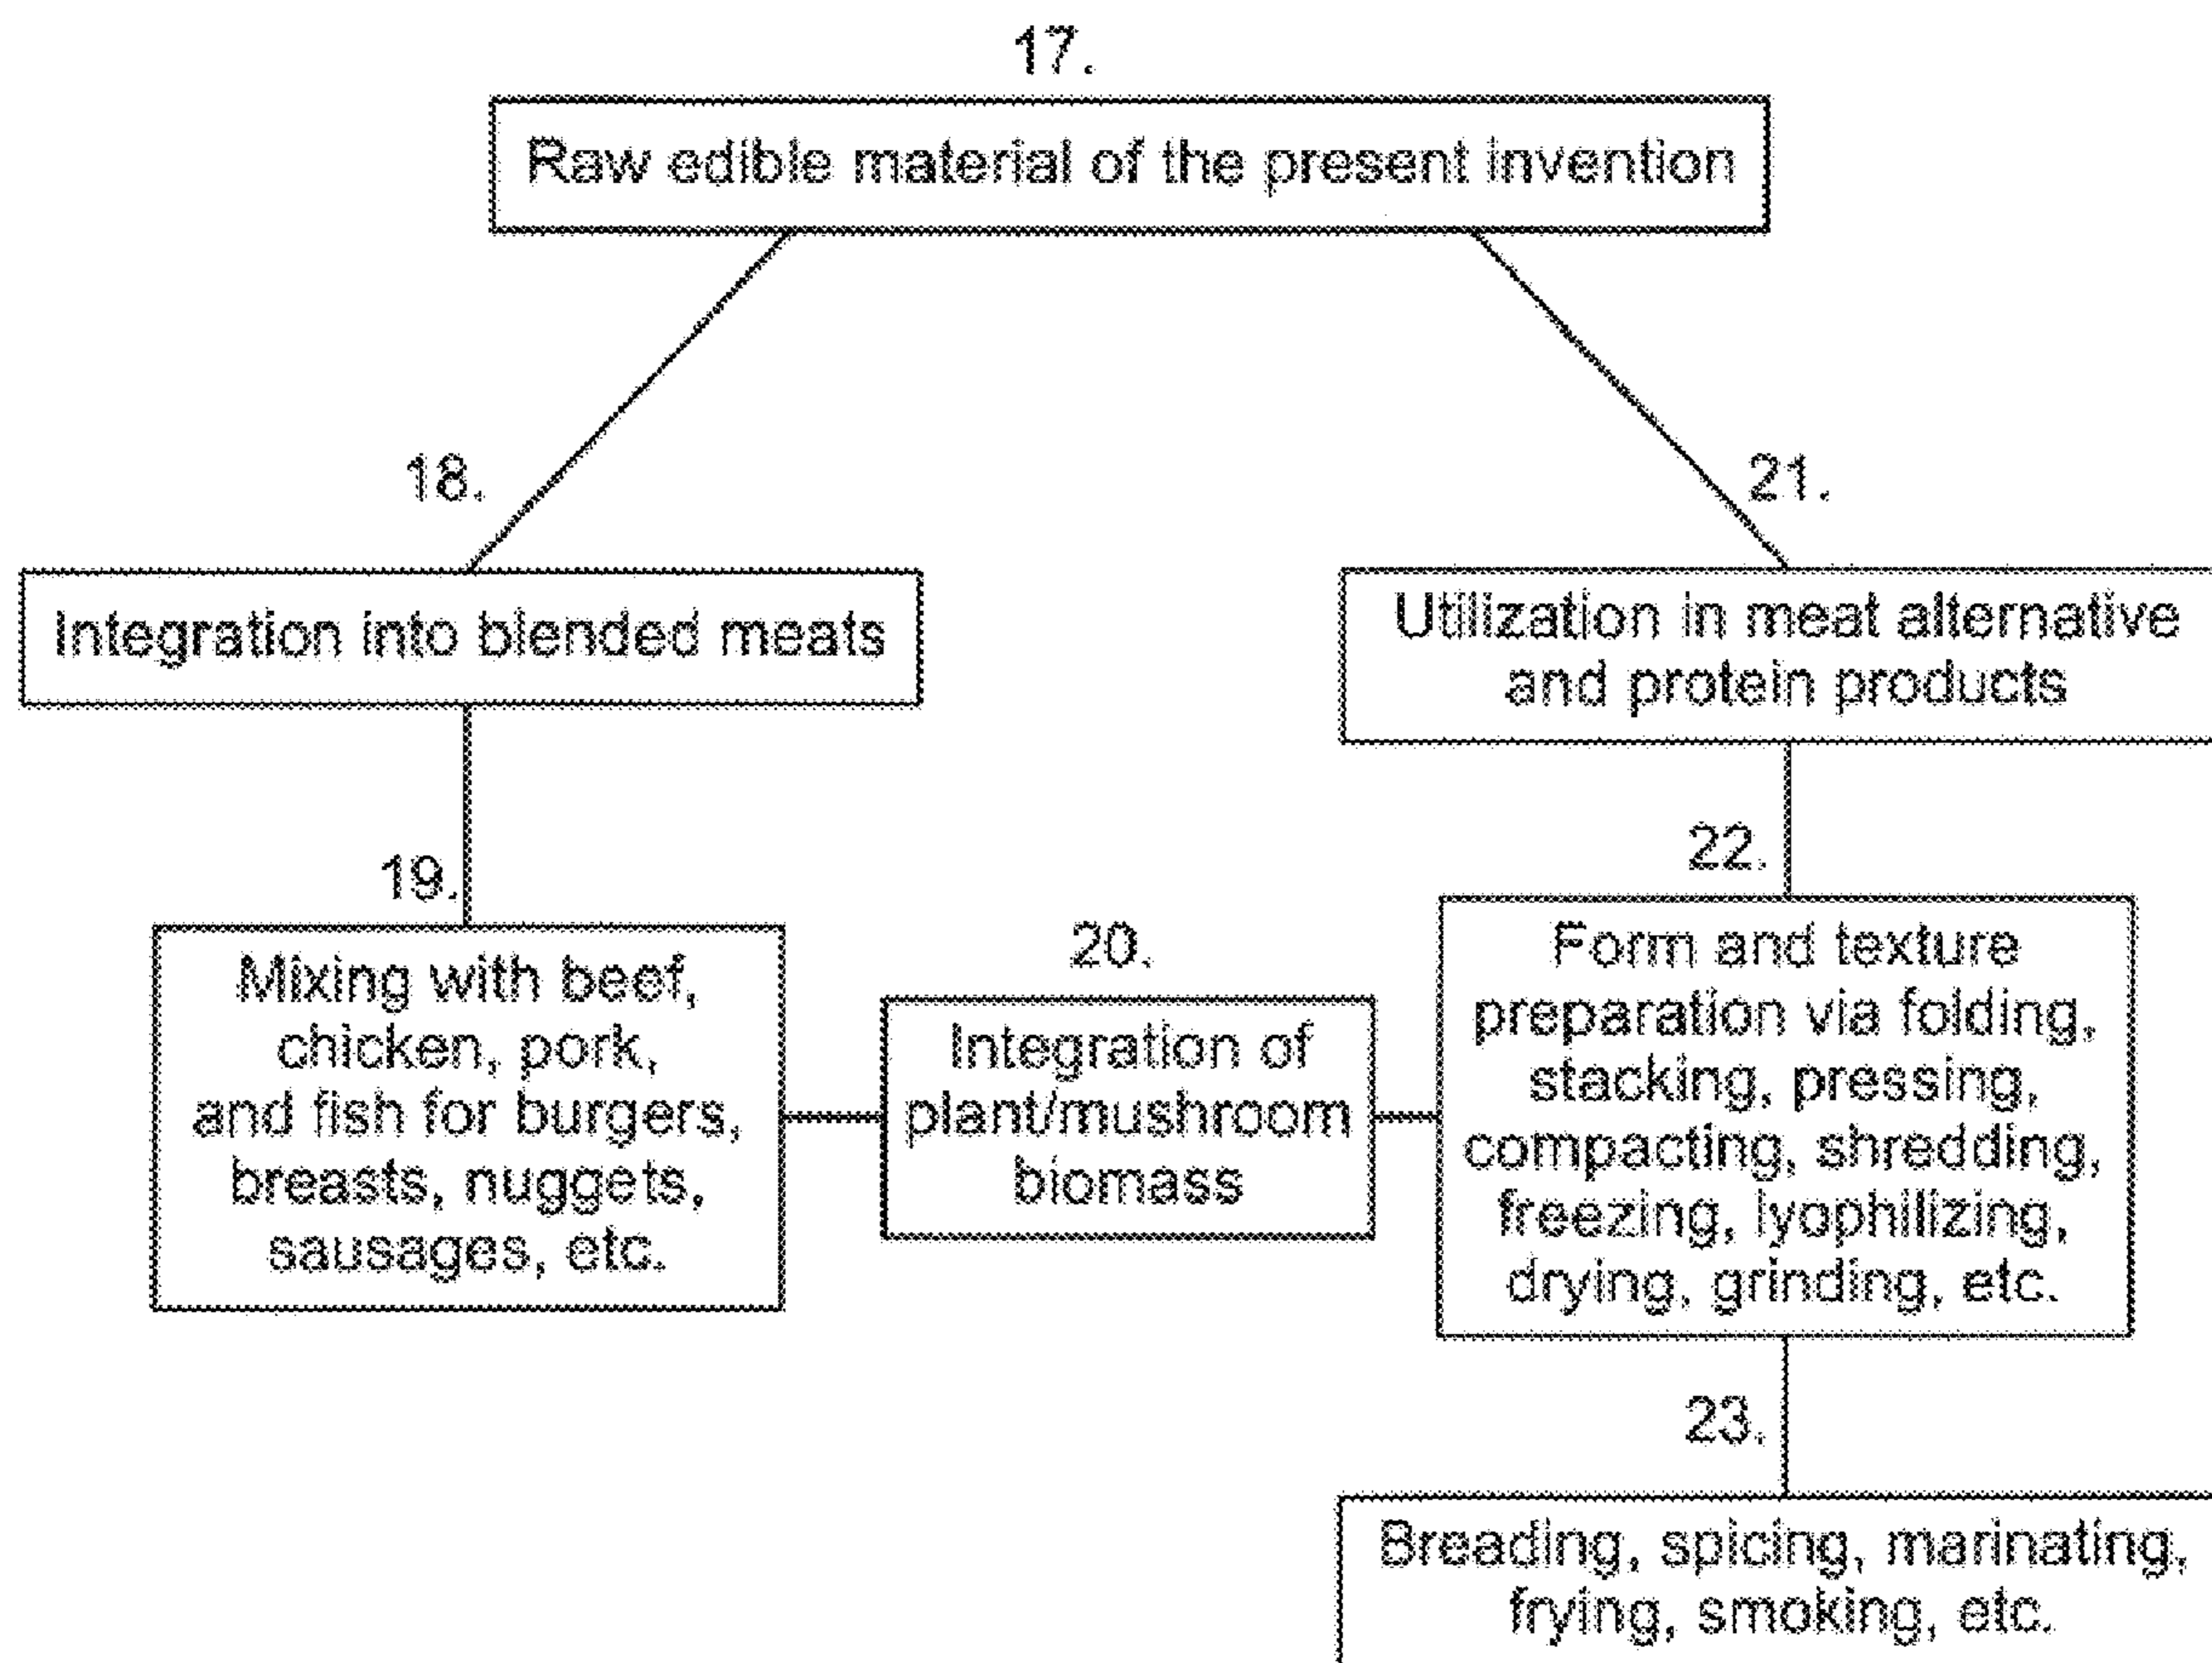 17.
Raw edible material of the present invention
18.
Integration into blended meats
19.
Mixing with beef,
chicken, pork,
and fish for burgers,
breasts, nuggets,
sausages, etc.
20.
Integration of
plant/mushroom
biomass
21.
Utilization in meat alternative
and protein products
22.
Form and texture
preparation via folding,
stacking, pressing,
compacting, shredding,
freezing, lyophilizing,
drying, grinding, etc.
23.
Breading, spicing, marinating,
frying, smoking, etc.